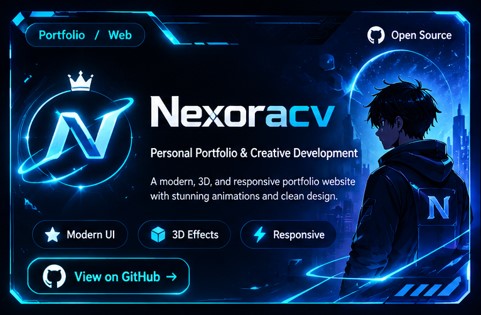 Portfolio / Web
Open Source
N
Nexoracv
Personal Portfolio & Creative Development
A modern, 3D, and responsive portfolio website
with stunning animations and clean design.
N
Modern UI
3D Effects
Responsive
View on GitHub →